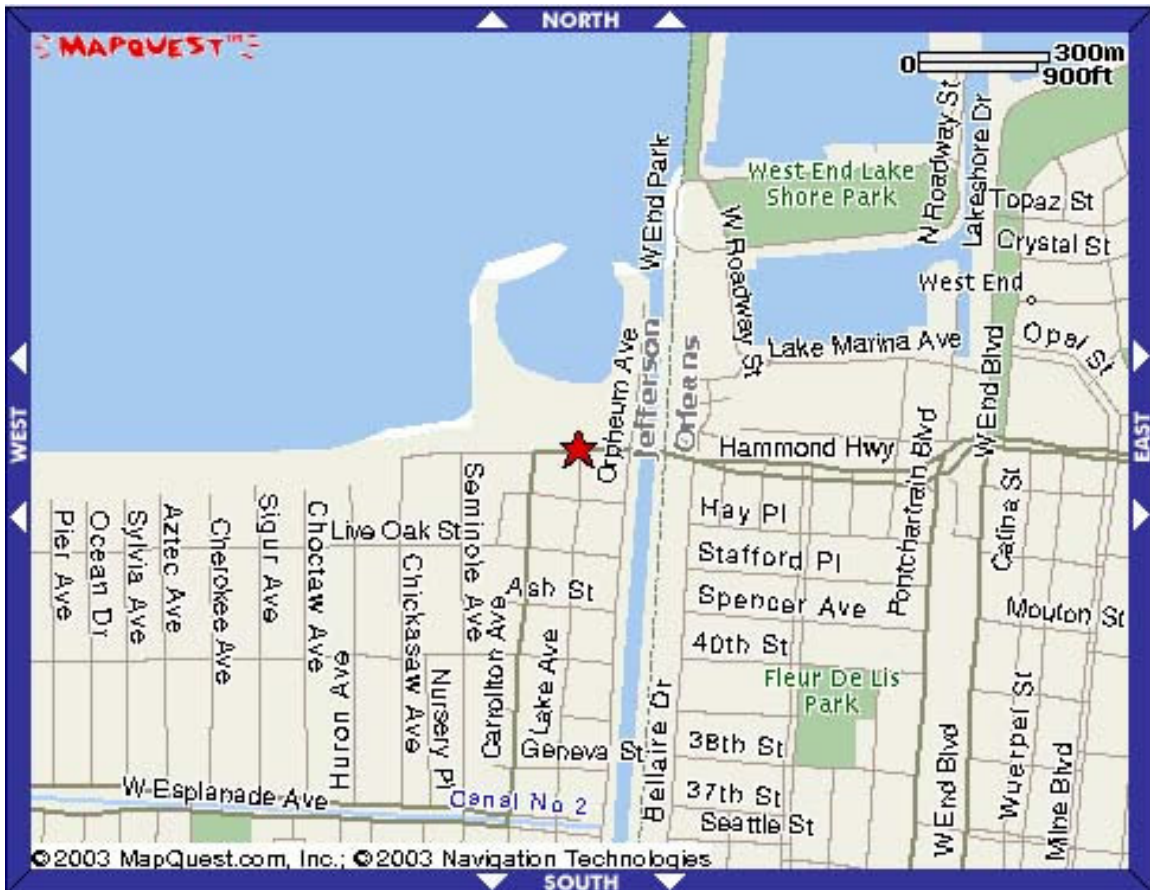 NORTH
MAPQUEST™
0
300m
900ft
N Roadway St
Lakeshore Dr
W End Park
West End Lake
Shore Park
Topaz St
Crystal St
W Roadway St
West End
Opal St
Lake Marina Ave
Orpheum Ave
Jefferson
Orleans
W End Blvd
WEST
EAST
Hammond Hwy
Pontchartrain Blvd
Catina St
Pier Ave
Ocean Dr
Sylvia Ave
Aztec Ave
Cherokee Ave
Sigur Ave
Choctaw Ave
Live Oak St
Seminole Ave
Hay Pl
Stafford Pl
Chickasaw Ave
Ash St
Spencer Ave
Mouton St
40th St
Huron Ave
Nursery Pl
Carrollton Ave
Lake Ave
Fleur De Lis
Park
Bellaire Dr
Geneva St
38th St
W End Blvd
Wuerpel St
Milne Blvd
W Esplanade Ave
Canal No 2
37th St
Seattle St
©2003 MapQuest.com, Inc.; ©2003 Navigation Technologies
SOUTH